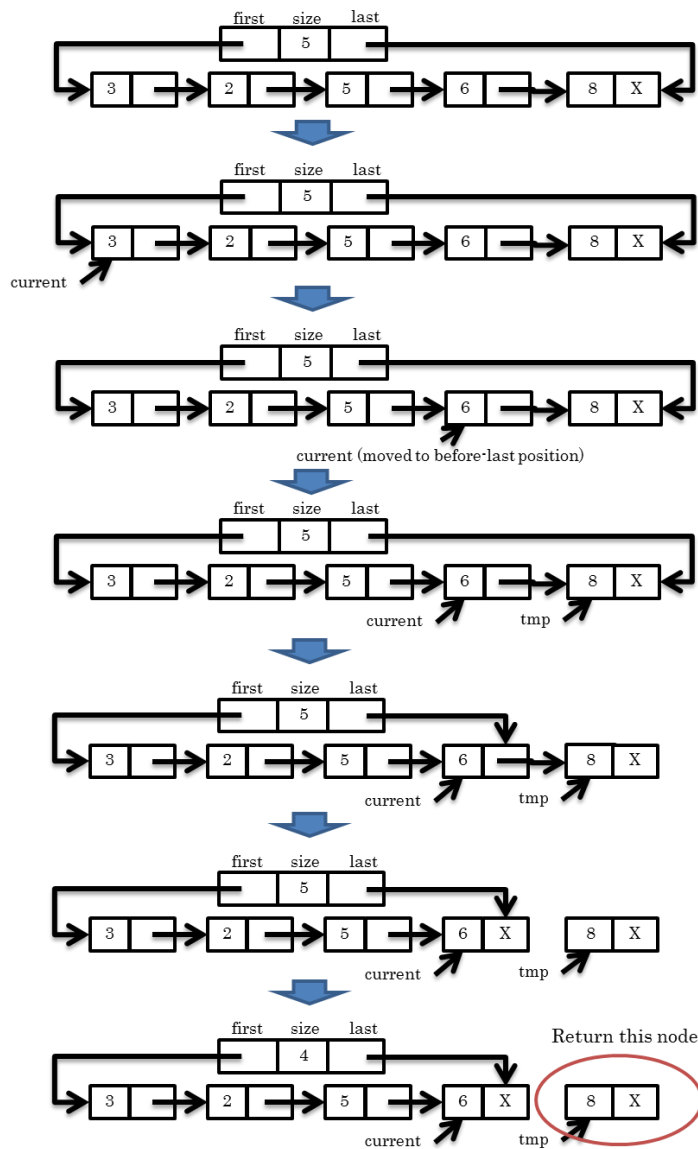 first size last
5
3 2 5 6 8 X
first size last
5
3 2 5 6 8 X
current
first size last
5
3 2 5 6 8 X
current (moved to before-last position)
first size last
5
3 2 5 6 8 X
current tmp
first size last
5
3 2 5 6 8 X
current tmp
first size last
5
3 2 5 6 X 8 X
current tmp
first size last Return this node
4
3 2 5 6 X 8 X
current tmp